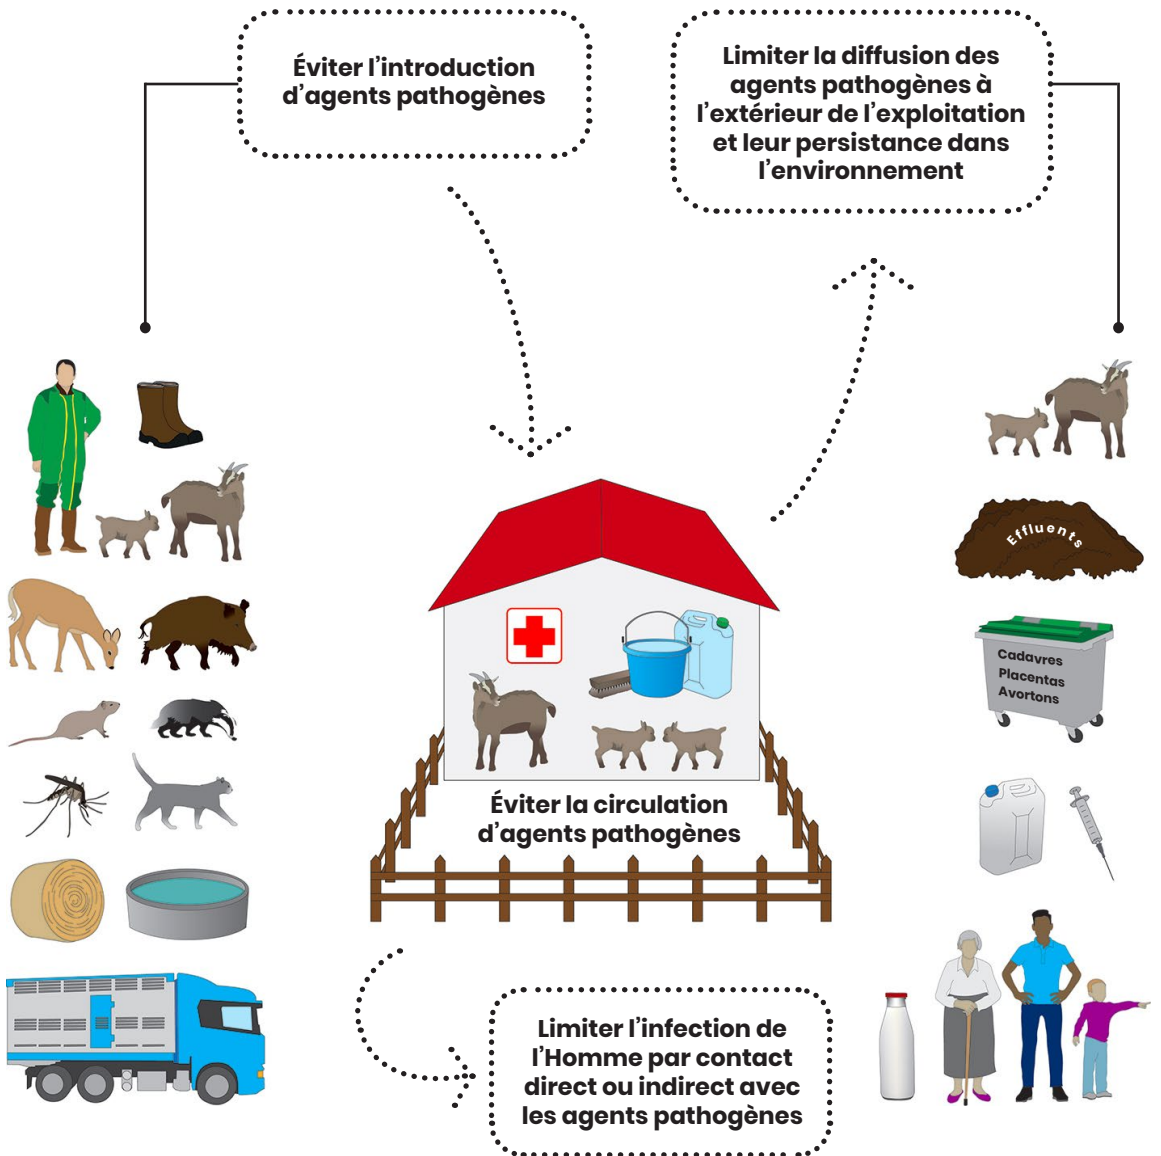 Éviter l’introduction
d’agents pathogènes
Limiter la diffusion des
agents pathogènes à
l’extérieur de l’exploitation
et leur persistance dans
l’environnement
Effluents
Cadavres
Placentas
Avortons
Éviter la circulation
d’agents pathogènes
Limiter l’infection de
l’Homme par contact
direct ou indirect avec
les agents pathogènes